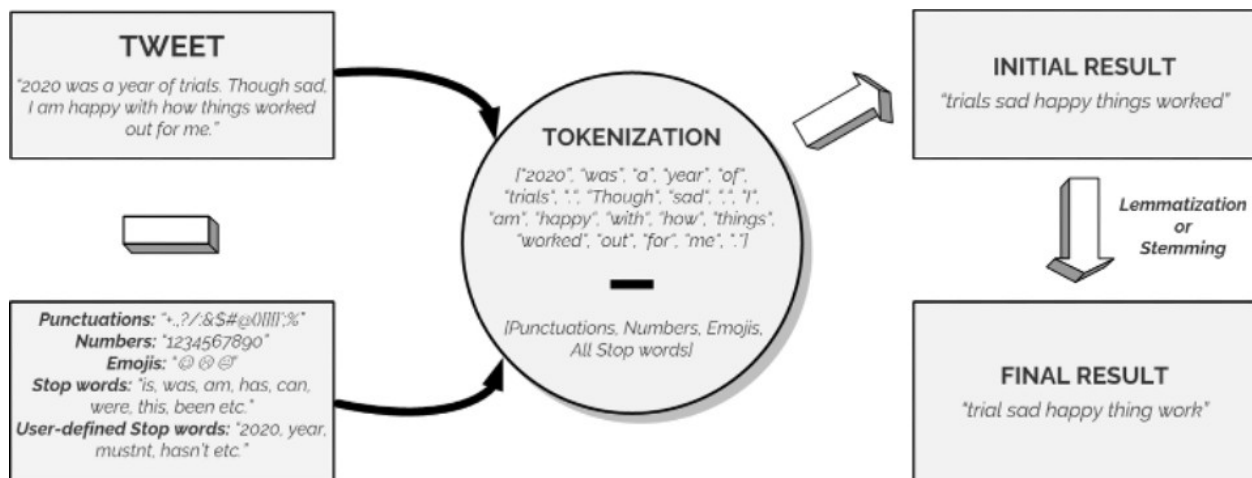 TWEET
"2020 was a year of trials. Though sad,
I am happy with how things worked
out for me."
Punctuations: "+.,?/:&$#@()[]{}';%"
Numbers: "1234567890"
Emojis: "☺☹😊"
Stop words: "is, was, am, has, can,
were, this, been etc."
User-defined Stop words: "2020, year,
mustnt, hasn't etc."
TOKENIZATION
["2020", "was", "a", "year", "of",
"trials", ".", "Though", "sad", ",", "I",
"am", "happy", "with", "how", "things",
"worked", "out", "for", "me", "."]
[Punctuations, Numbers, Emojis,
All Stop words]
INITIAL RESULT
"trials sad happy things worked"
Lemmatization
or
Stemming
FINAL RESULT
"trial sad happy thing work"